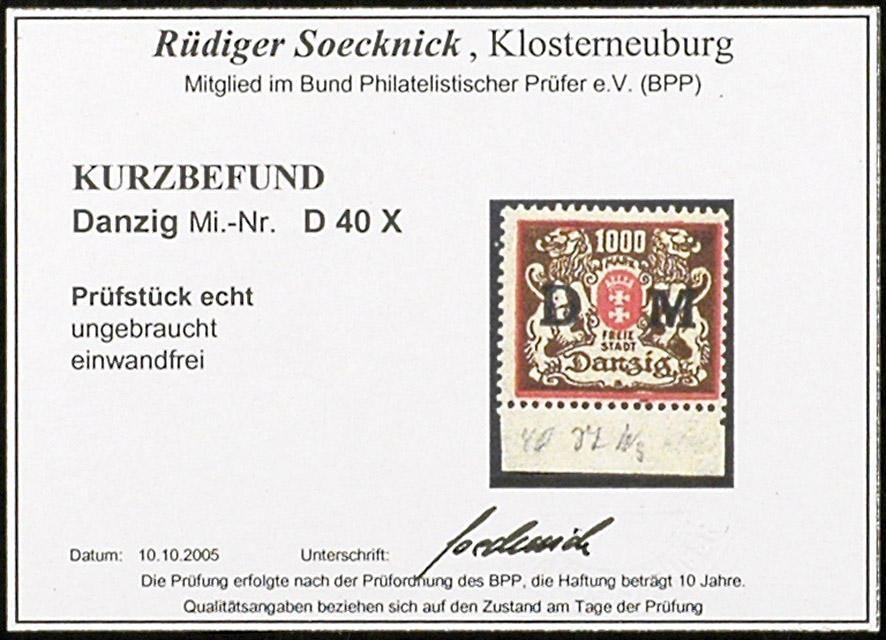 Rüdiger Soecknick , Klosterneuburg
Mitglied im Bund Philatelistischer Prüfer e.V. (BPP)
KURZBEFUND
Danzig Mi.-Nr. D 40 X
Prüfstück echt
ungebraucht
einwandfrei
1000
MARK
D M
FREIE
STADT
Danzig
Datum: 10.10.2005 Unterschrift: Soecknick
Die Prüfung erfolgte nach der Prüfordnung des BPP, die Haftung beträgt 10 Jahre.
Qualitätsangaben beziehen sich auf den Zustand am Tage der Prüfung